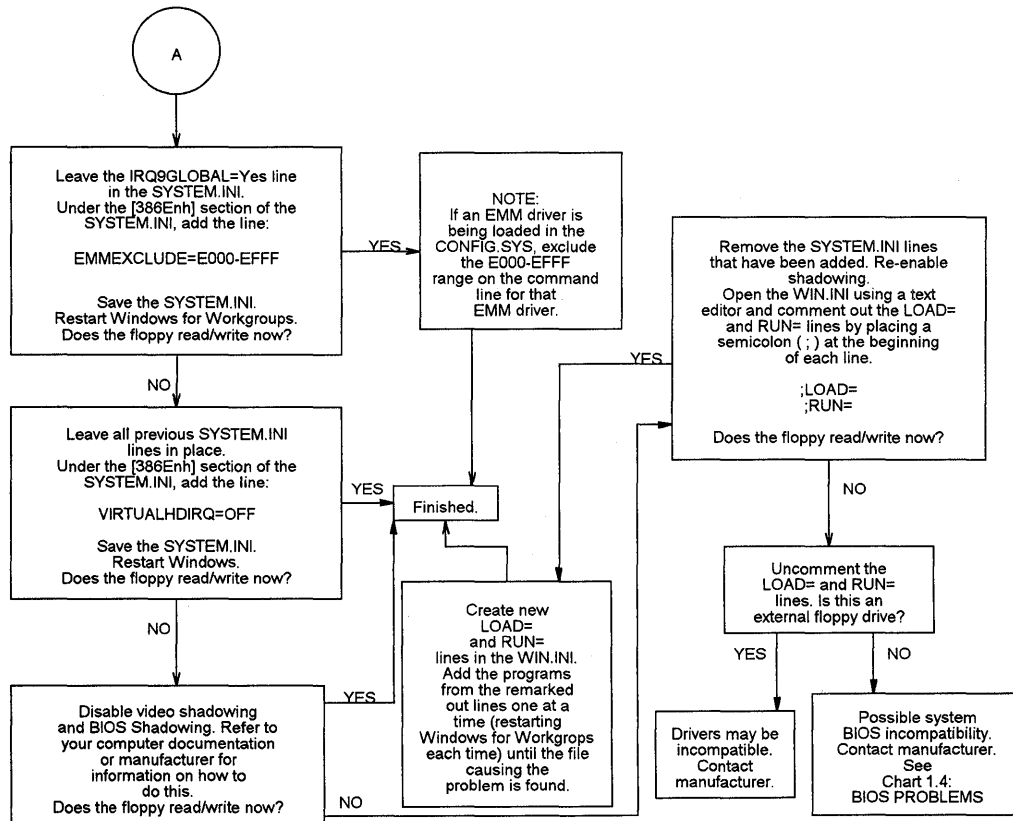 A
Leave the IRQ9GLOBAL=Yes line
in the SYSTEM.INI.
Under the [386Enh] section of the
SYSTEM.INI, add the line:
EMMEXCLUDE=E000-EFFF
Save the SYSTEM.INI.
Restart Windows for Workgroups.
Does the floppy read/write now?
YES
NOTE:
If an EMM driver is
being loaded in the
CONFIG.SYS, exclude
the E000-EFFF
range on the command
line for that
EMM driver.
NO
Leave all previous SYSTEM.INI
lines in place.
Under the [386Enh] section of the
SYSTEM.INI, add the line:
VIRTUALHDIRQ=OFF
Save the SYSTEM.INI.
Restart Windows.
Does the floppy read/write now?
YES
Finished.
NO
Disable video shadowing
and BIOS Shadowing. Refer to
your computer documentation
or manufacturer for
information on how to
do this.
Does the floppy read/write now?
YES
NO
Remove the SYSTEM.INI lines
that have been added. Re-enable
shadowing.
Open the WIN.INI using a text
editor and comment out the LOAD=
and RUN= lines by placing a
semicolon ( ; ) at the beginning
of each line.
;LOAD=
;RUN=
Does the floppy read/write now?
YES
Create new
LOAD=
and RUN=
lines in the WIN.INI.
Add the programs
from the remarked
out lines one at a
time (restarting
Windows for Workgrops
each time) until the file
causing the
problem is found.
NO
Uncomment the
LOAD= and RUN=
lines. Is this an
external floppy drive?
YES
NO
Drivers may be
incompatible.
Contact
manufacturer.
Possible system
BIOS incompatibility.
Contact manufacturer.
See
Chart 1.4:
BIOS PROBLEMS